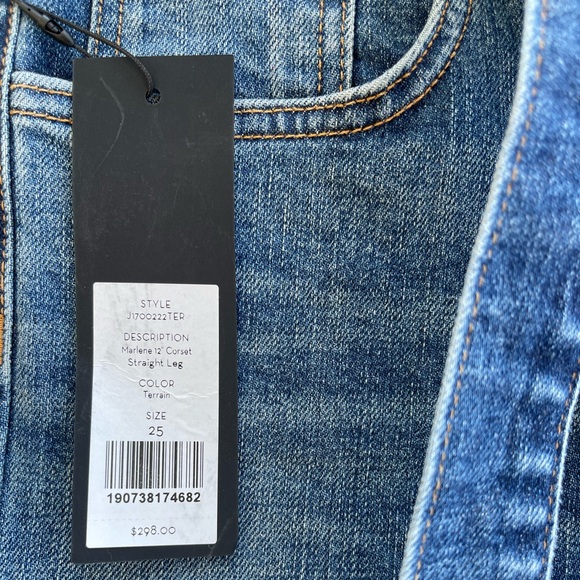 STYLE
J1700222TER
DESCRIPTION
Marlene 12" Corset
Straight Leg
COLOR
Terrain
SIZE
25
190738174682
$298.00